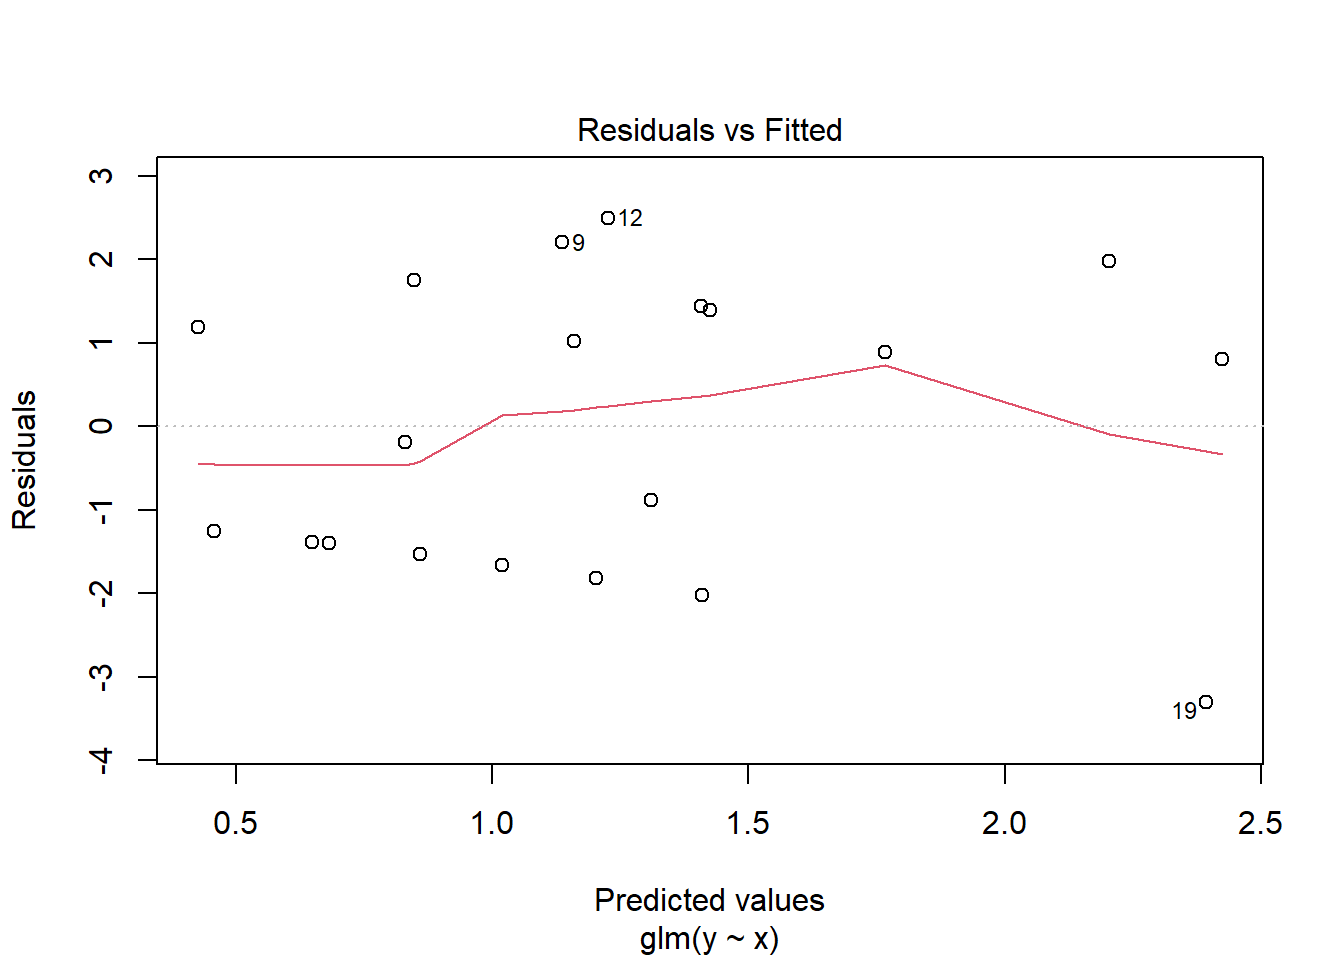 Residuals vs Fitted
Residuals
3
2
1
0
-1
-2
-3
-4
12
9
19
0.5 1.0 1.5 2.0 2.5
Predicted values
glm(y ~ x)